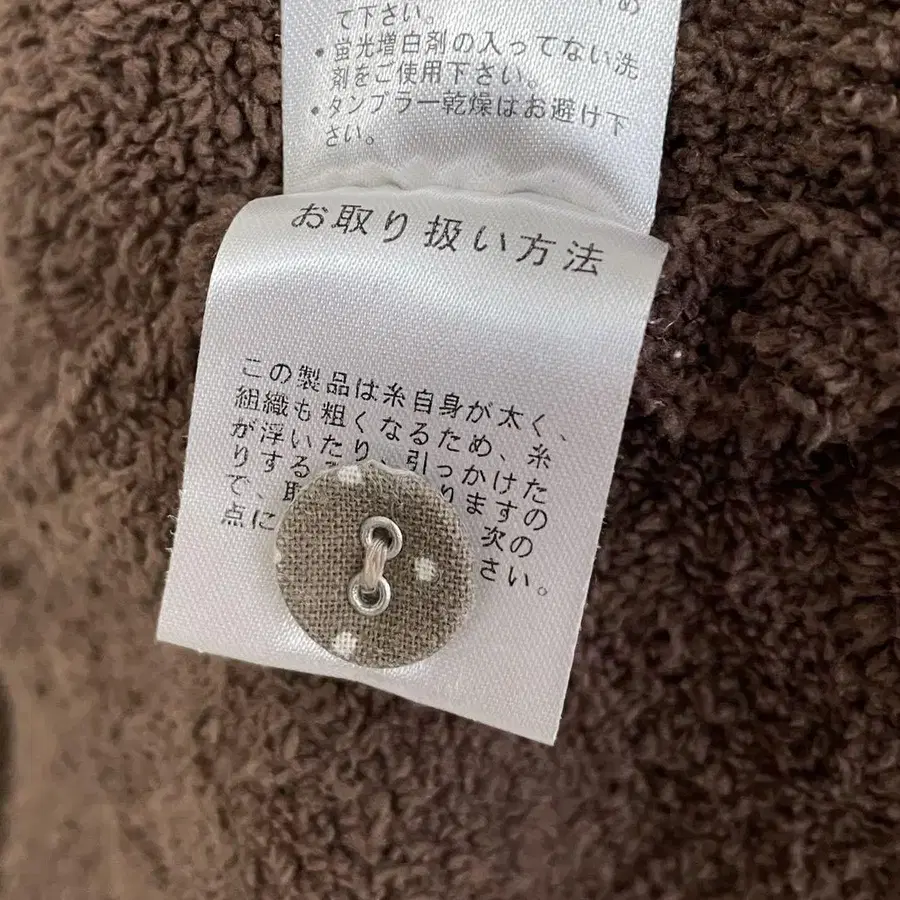 て下さい。
・蛍光増白剤の入ってない洗
剤をご使用下さい。
・タンブラー乾燥はお避け下
さい。
お取り扱い方法
この製品は糸自身が太く、
組織も粗くなるため、糸
が浮いたり、引っかけた
りする
りますの
で、取
次の
点に
さい。